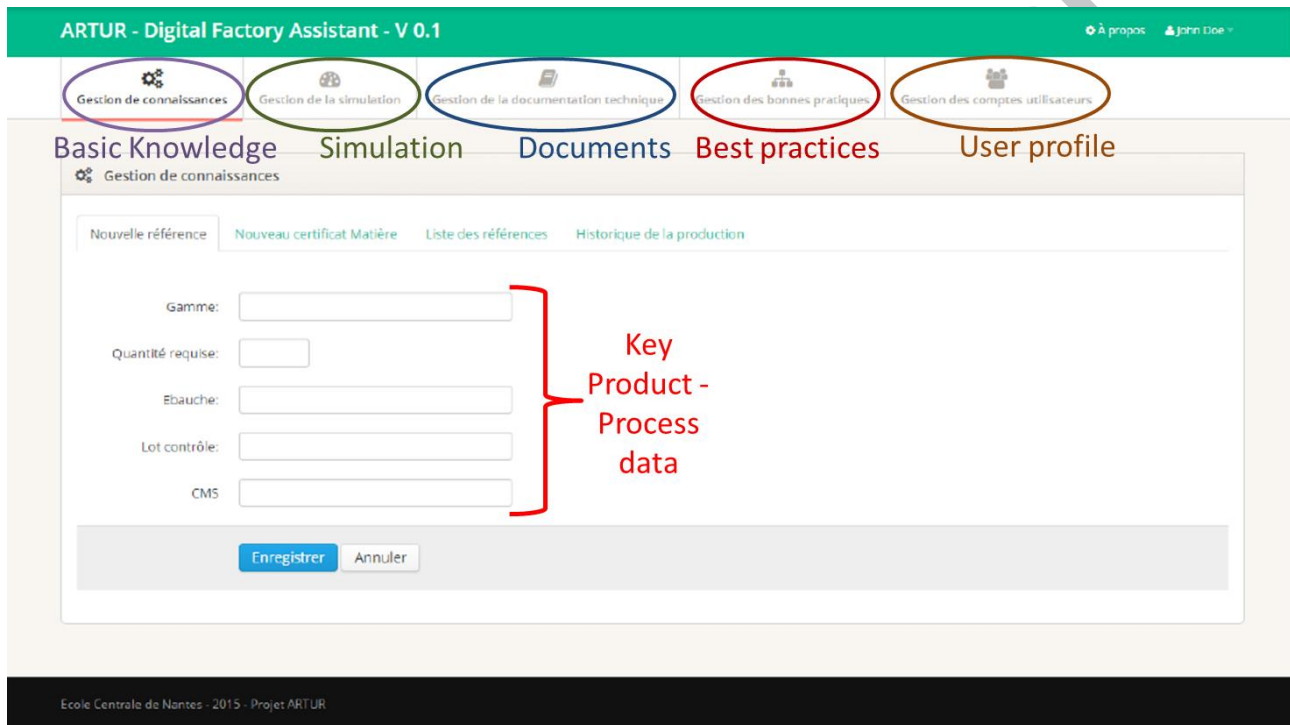 ARTUR - Digital Factory Assistant - V 0.1
À propos John Doe
Gestion de connaissances Gestion de la simulation Gestion de la documentation technique Gestion des bonnes pratiques Gestion des comptes utilisateurs
Basic Knowledge Simulation Documents Best practices User profile
Gestion de connaissances
Nouvelle référence Nouveau certificat Matière Liste des références Historique de la production
Gamme:
Quantité requise:
Ebauche:
Lot contrôle:
CMS
Key
Product -
Process
data
Enregistrer Annuler
Ecole Centrale de Nantes - 2015 - Projet ARTUR